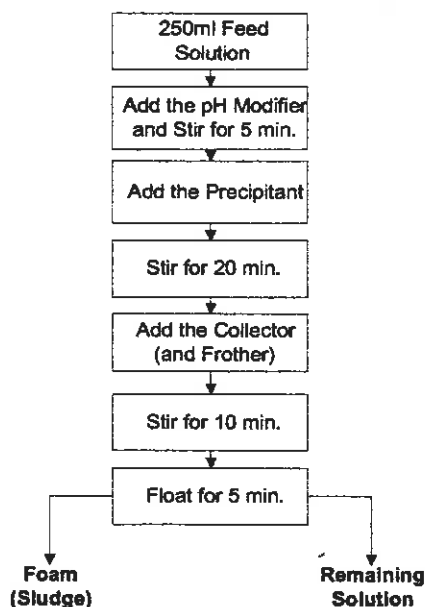 250ml Feed
Solution
Add the pH Modifier
and Stir for 5 min.
Add the Precipitant
Stir for 20 min.
Add the Collector
(and Frother)
Stir for 10 min.
Float for 5 min.
Foam
(Sludge)
Remaining
Solution